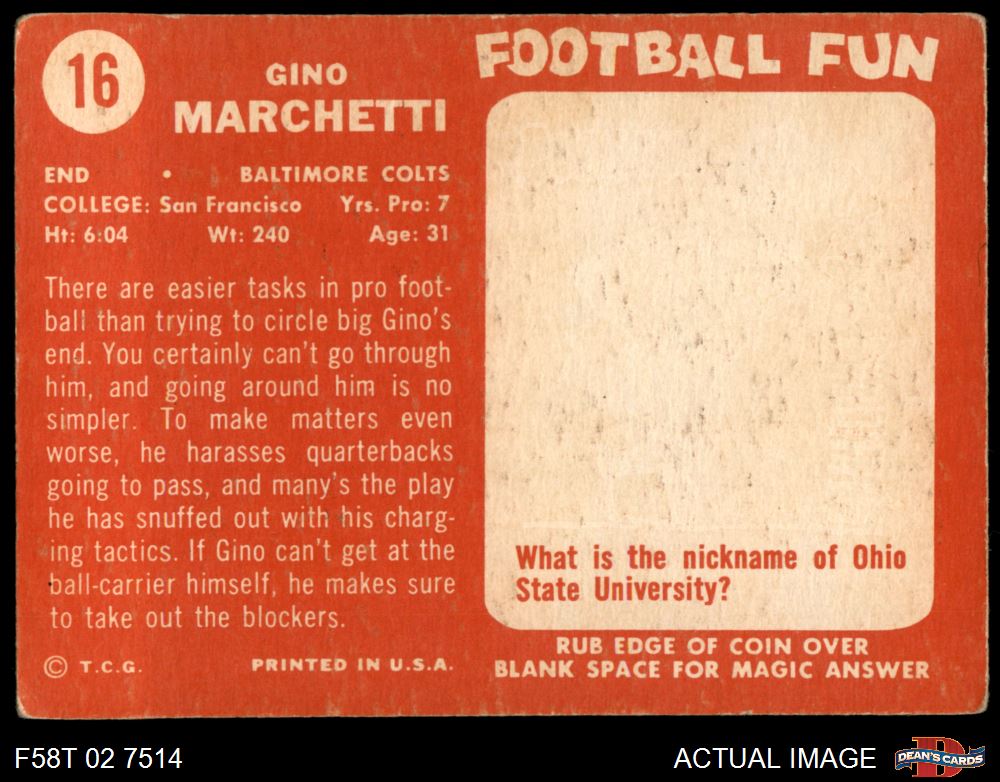 16
GINO
MARCHETTI
END • BALTIMORE COLTS
COLLEGE: San Francisco Yrs. Pro: 7
Ht: 6:04 Wt: 240 Age: 31
There are easier tasks in pro foot-
ball than trying to circle big Gino's
end. You certainly can't go through
him, and going around him is no
simpler. To make matters even
worse, he harasses quarterbacks
going to pass, and many's the play
he has snuffed out with his charg-
ing tactics. If Gino can't get at the
ball-carrier himself, he makes sure
to take out the blockers.
© T.C.G. PRINTED IN U.S.A.
FOOTBALL FUN
What is the nickname of Ohio
State University?
RUB EDGE OF COIN OVER
BLANK SPACE FOR MAGIC ANSWER
F58T 02 7514
ACTUAL IMAGE
D
DEAN'S CARDS